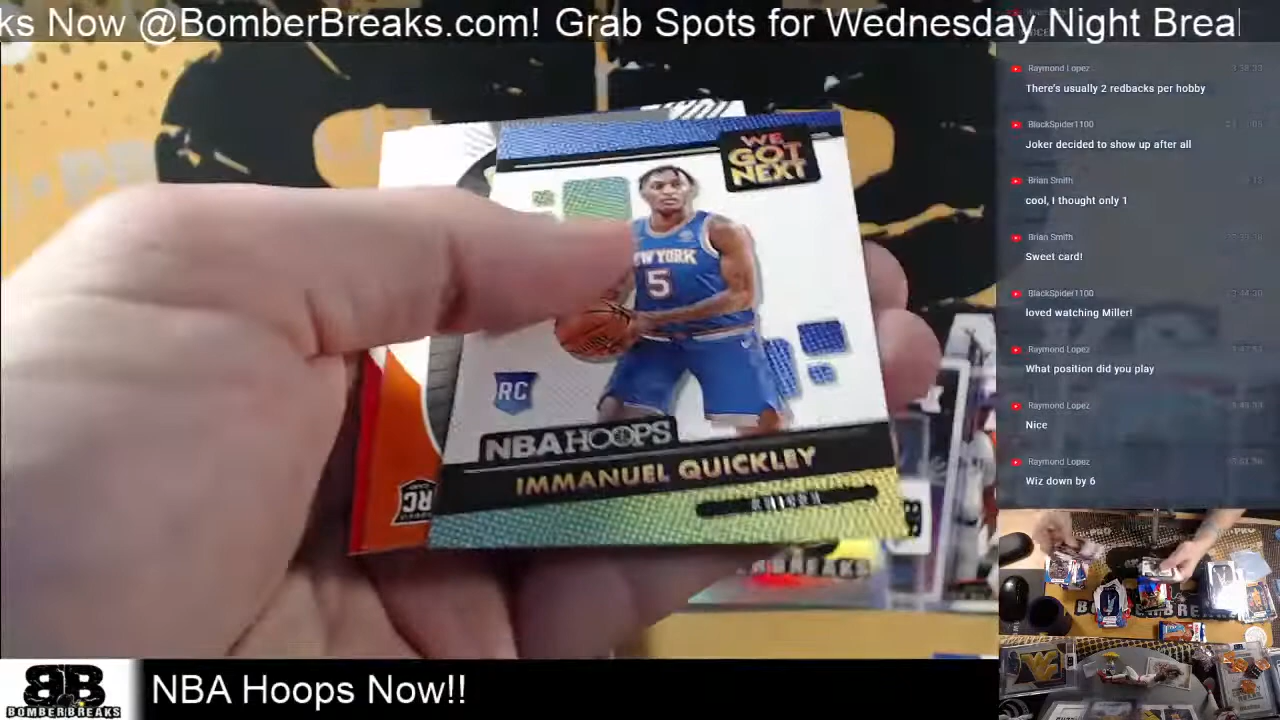 ks Now @BomberBreaks.com! Grab Spots for Wednesday Night Brea
Raymond Lopez
There's usually 2 redbacks per hobby
BlackSpider1100
Joker decided to show up after all
Brian Smith
cool, I thought only 1
Brian Smith
Sweet card!
BlackSpider1100
loved watching Miller!
Raymond Lopez
What position did you play
Raymond Lopez
Nice
Raymond Lopez
Wiz down by 6
WE
GOT
NEXT
NEW YORK
5
RC
NBA HOOPS
IMMANUEL QUICKLEY
RC
BB
BOMBERBREAKS
NBA Hoops Now!!